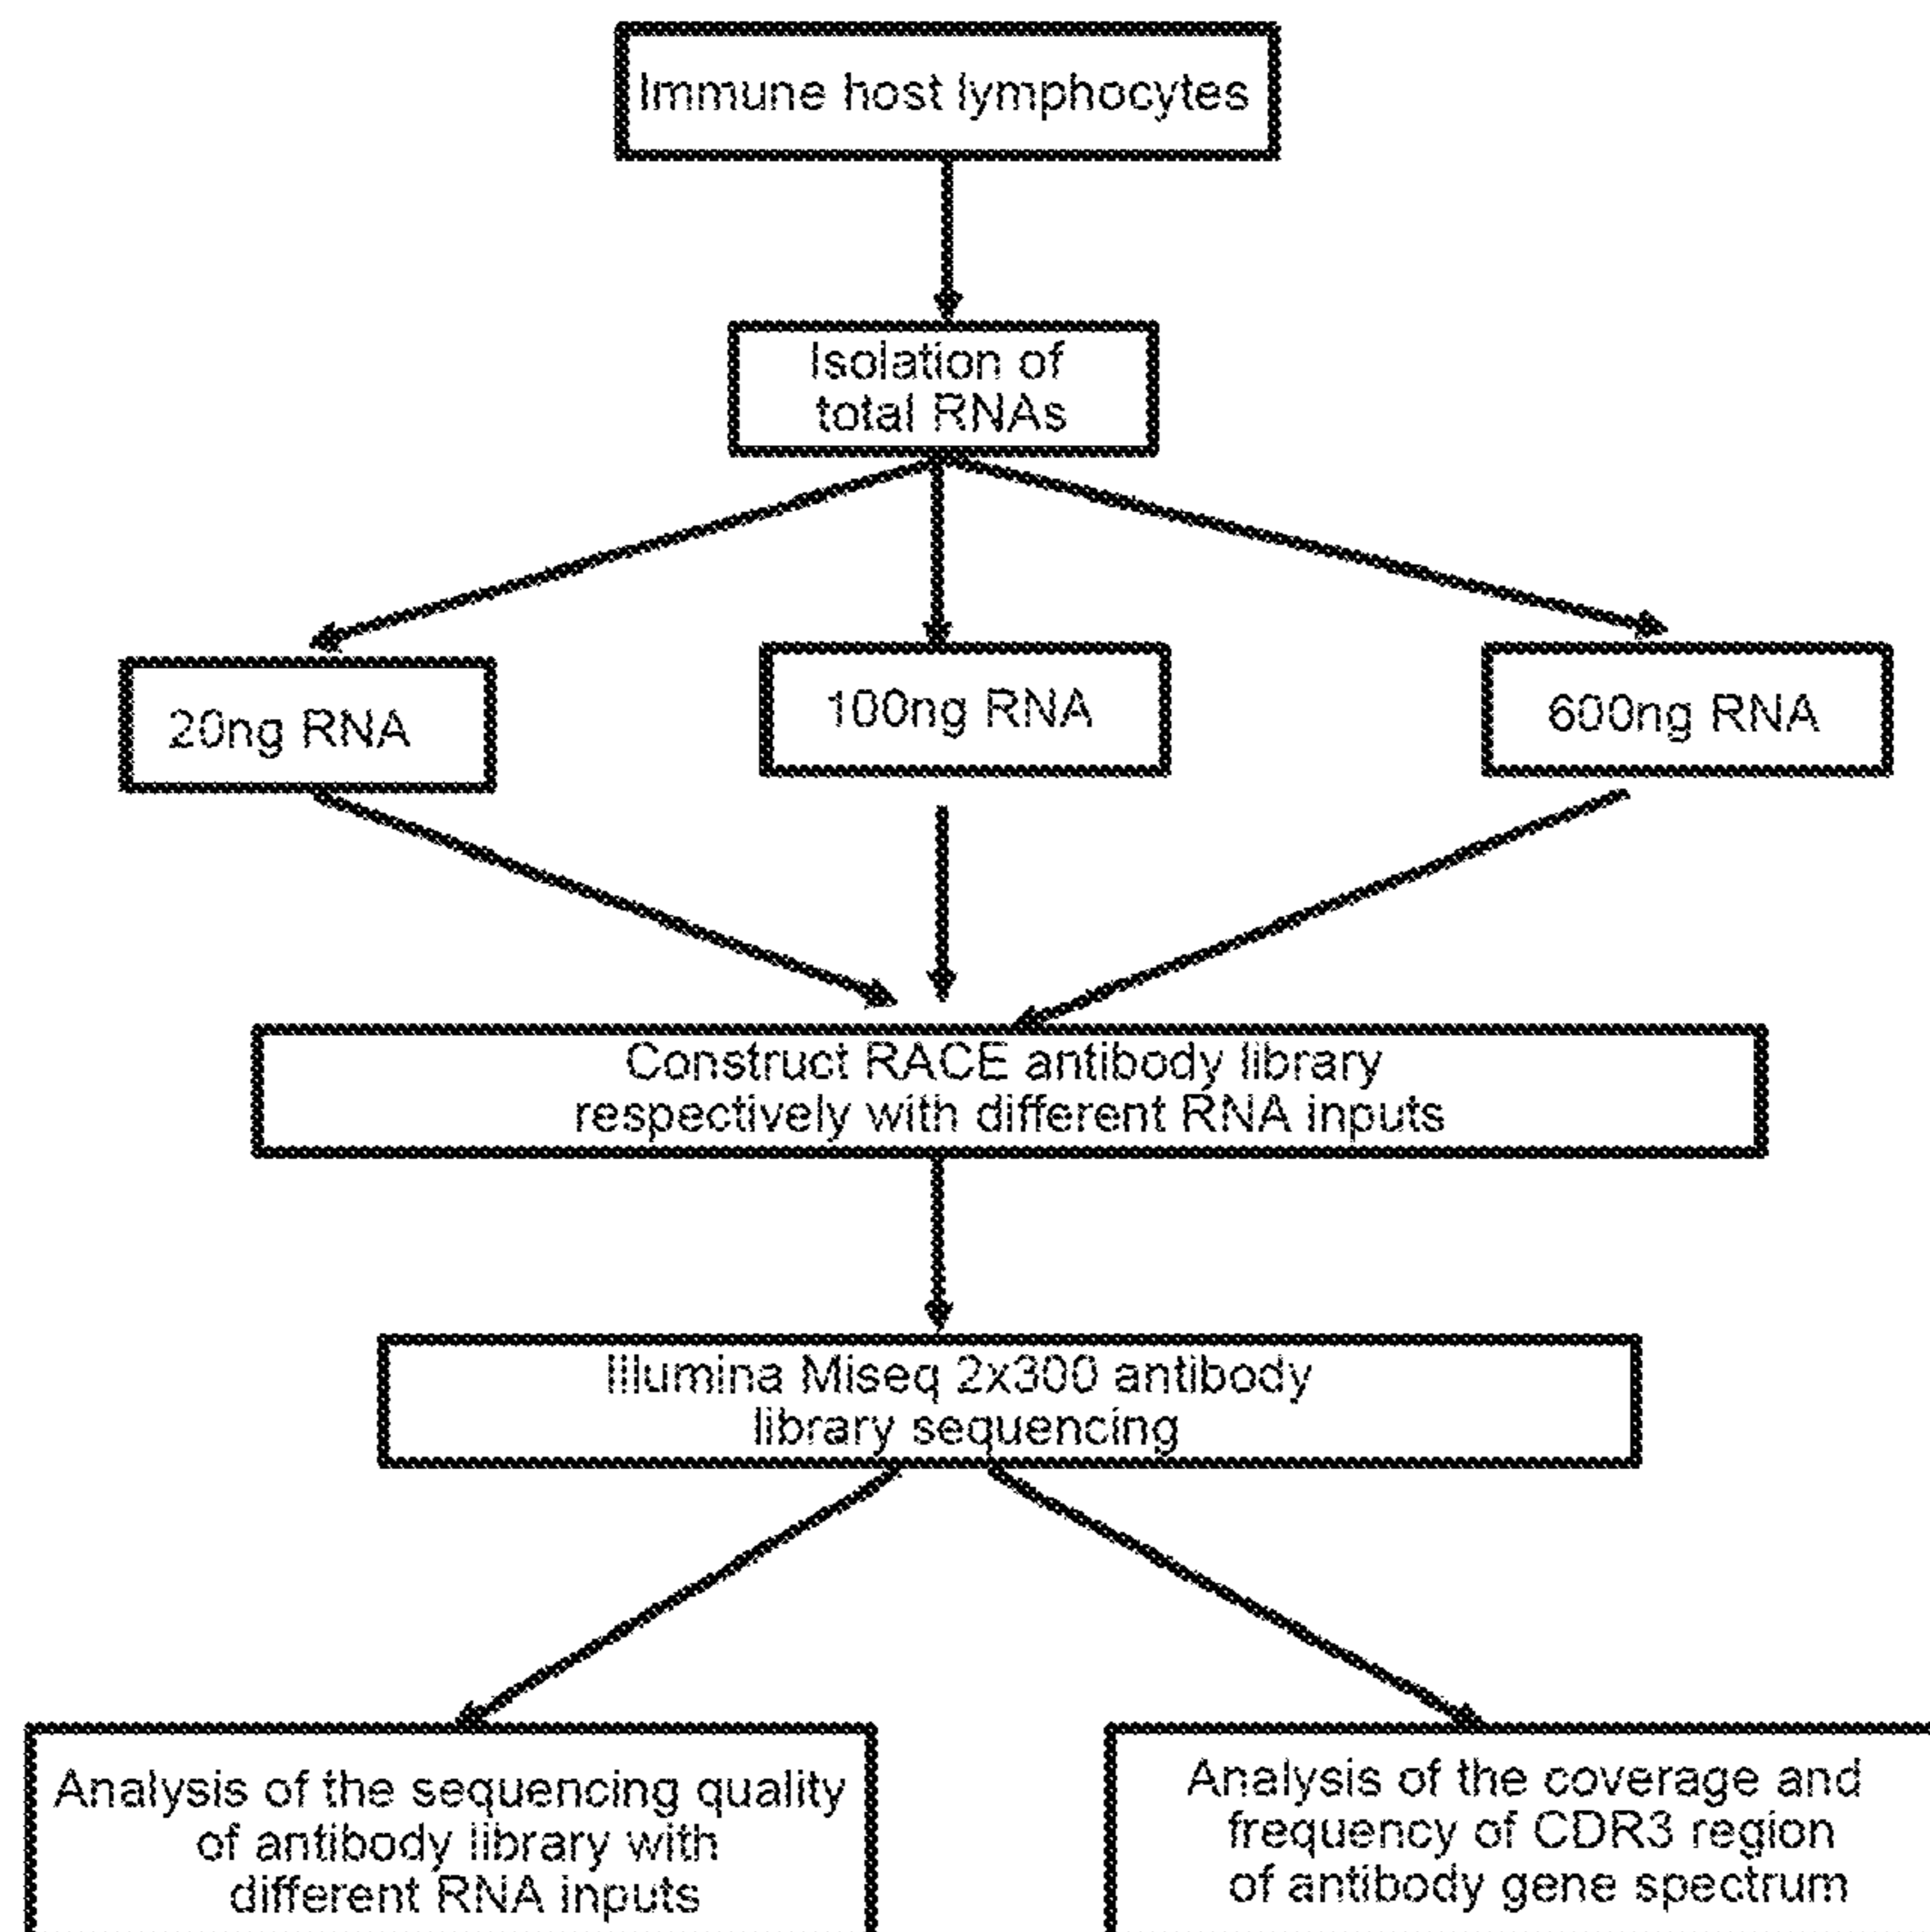 Immune host lymphocytes
Isolation of
total RNAs
20ng RNA
100ng RNA
600ng RNA
Construct RACE antibody library
respectively with different RNA inputs
Illumina Miseq 2x300 antibody
library sequencing
Analysis of the sequencing quality
of antibody library with
different RNA inputs
Analysis of the coverage and
frequency of CDR3 region
of antibody gene spectrum